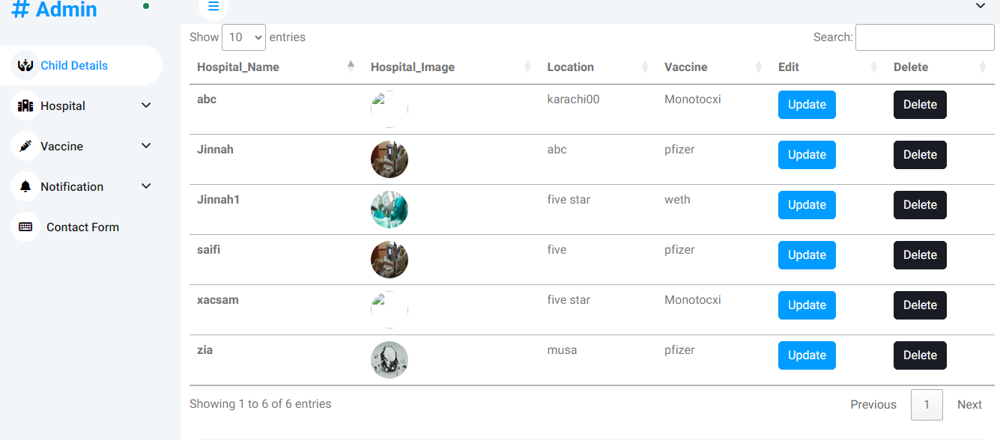 # Admin
Child Details
Hospital
Vaccine
Notification
Contact Form
Show 10 entries
Search:
Hospital_Name Hospital_Image Location Vaccine Edit Delete
abc karachi00 Monotocxi Update Delete
Jinnah abc pfizer Update Delete
Jinnah1 five star weth Update Delete
saifi five pfizer Update Delete
xacsam five star Monotocxi Update Delete
zia musa pfizer Update Delete
Showing 1 to 6 of 6 entries
Previous 1 Next